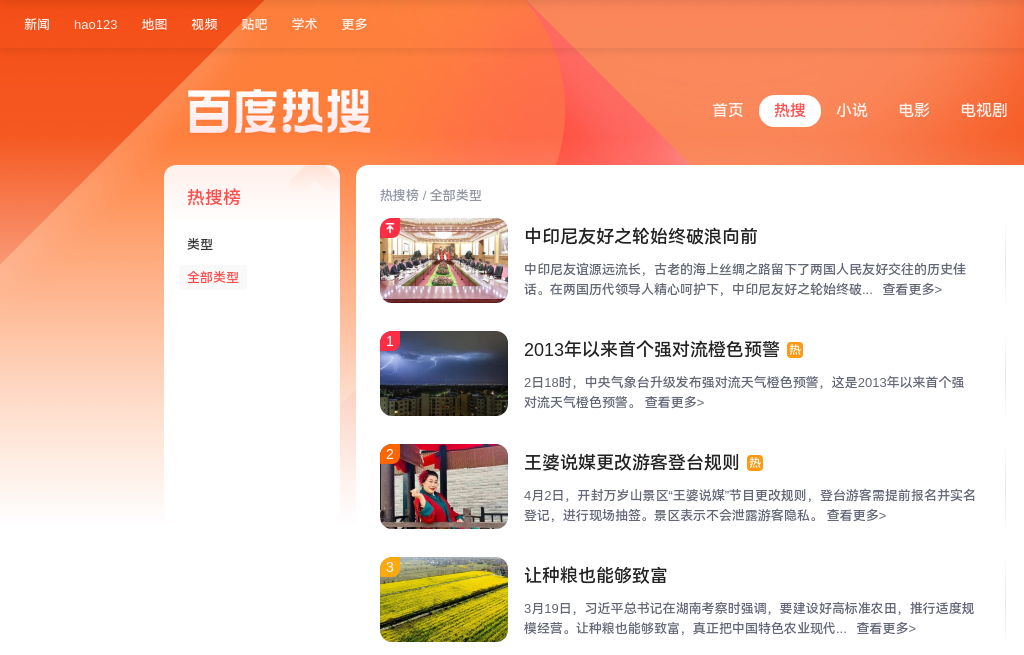 新闻 hao123 地图 视频 贴吧 学术 更多
百度热搜
首页 热搜 小说 电影 电视剧
热搜榜
类型
全部类型
热搜榜 / 全部类型
中印尼友好之轮始终破浪向前
中印尼友谊源远流长，古老的海上丝绸之路留下了两国人民友好交往的历史佳
话。在两国历代领导人精心呵护下，中印尼友好之轮始终破... 查看更多>
1
2013年以来首个强对流橙色预警 热
2日18时，中央气象台升级发布强对流天气橙色预警，这是2013年以来首个强
对流天气橙色预警。 查看更多>
2
王婆说媒更改游客登台规则 热
4月2日，开封万岁山景区“王婆说媒”节目更改规则，登台游客需提前报名并实名
登记，进行现场抽签。景区表示不会泄露游客隐私。 查看更多>
3
让种粮也能够致富
3月19日，习近平总书记在湖南考察时强调，要建设好高标准农田，推行适度规
模经营。让种粮也能够致富，真正把中国特色农业现代... 查看更多>